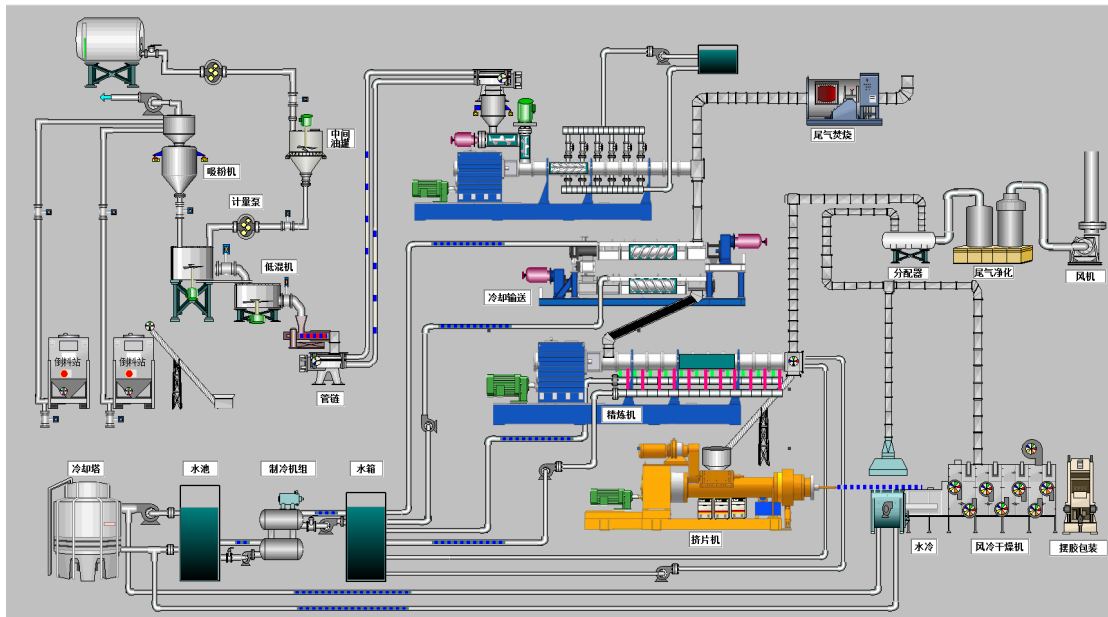 中间
油罐
尾气焚烧
吸粉机
计量泵
低混机
分配器
尾气净化
风机
冷却输送
倒料站
倒料站
管链
精炼机
冷却塔
水池
制冷机组
水箱
挤片机
水冷
风冷干燥机
摆胶包装